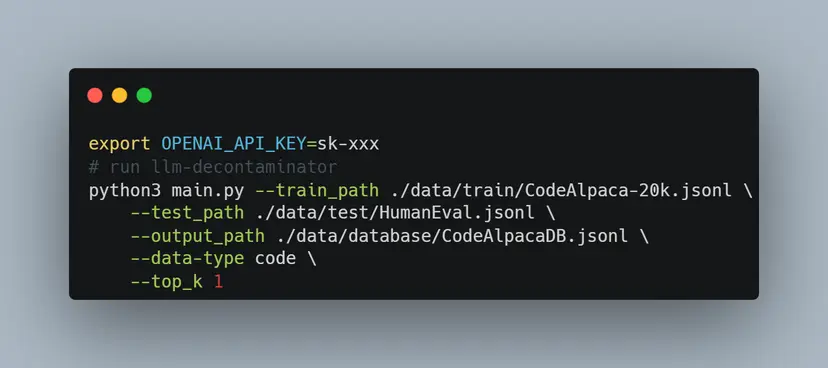 export OPENAI_API_KEY=sk-xxx
# run llm-decontaminator
python3 main.py --train_path ./data/train/CodeAlpaca-20k.jsonl \
--test_path ./data/test/HumanEval.jsonl \
--output_path ./data/database/CodeAlpacaDB.jsonl \
--data-type code \
--top_k 1